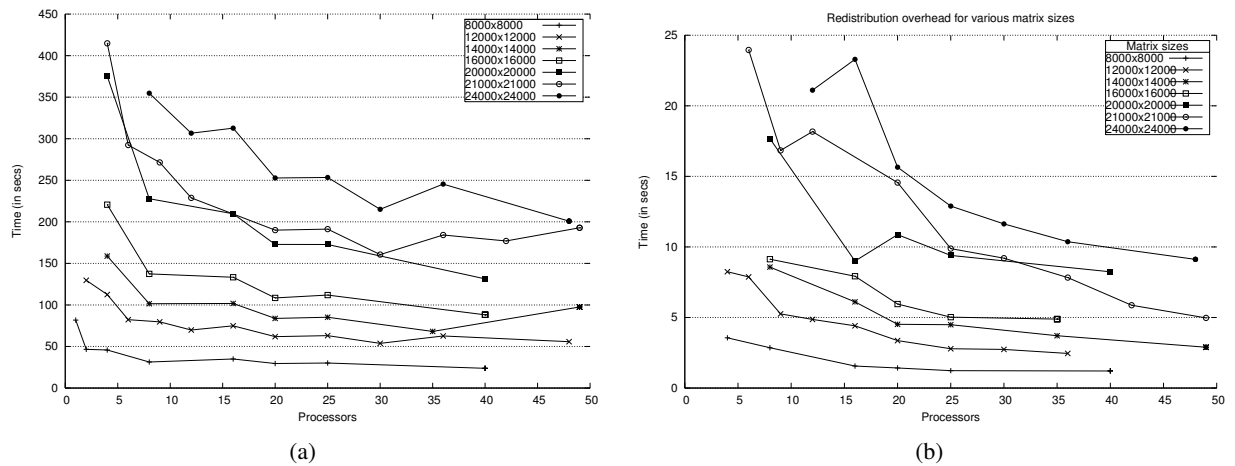 450
400
350
300
250
200
150
100
50
0
Time (in secs)
0 5 10 15 20 25 30 35 40 45 50
Processors
8000x8000
12000x12000
14000x14000
16000x16000
20000x20000
21000x21000
24000x24000
(a)
Redistribution overhead for various matrix sizes
25
20
15
10
5
0
Time (in secs)
0 5 10 15 20 25 30 35 40 45 50
Processors
Matrix sizes
8000x8000
12000x12000
14000x14000
16000x16000
20000x20000
21000x21000
24000x24000
(b)